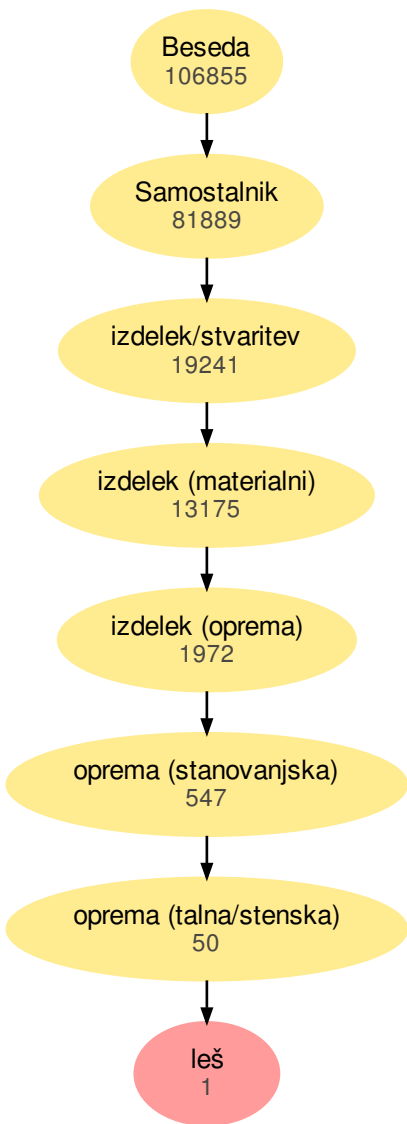 Beseda
106855
Samostalnik
81889
izdelek/stvaritev
19241
izdelek (materialni)
13175
izdelek (oprema)
1972
oprema (stanovanjska)
547
oprema (talna/stenska)
50
leš
1